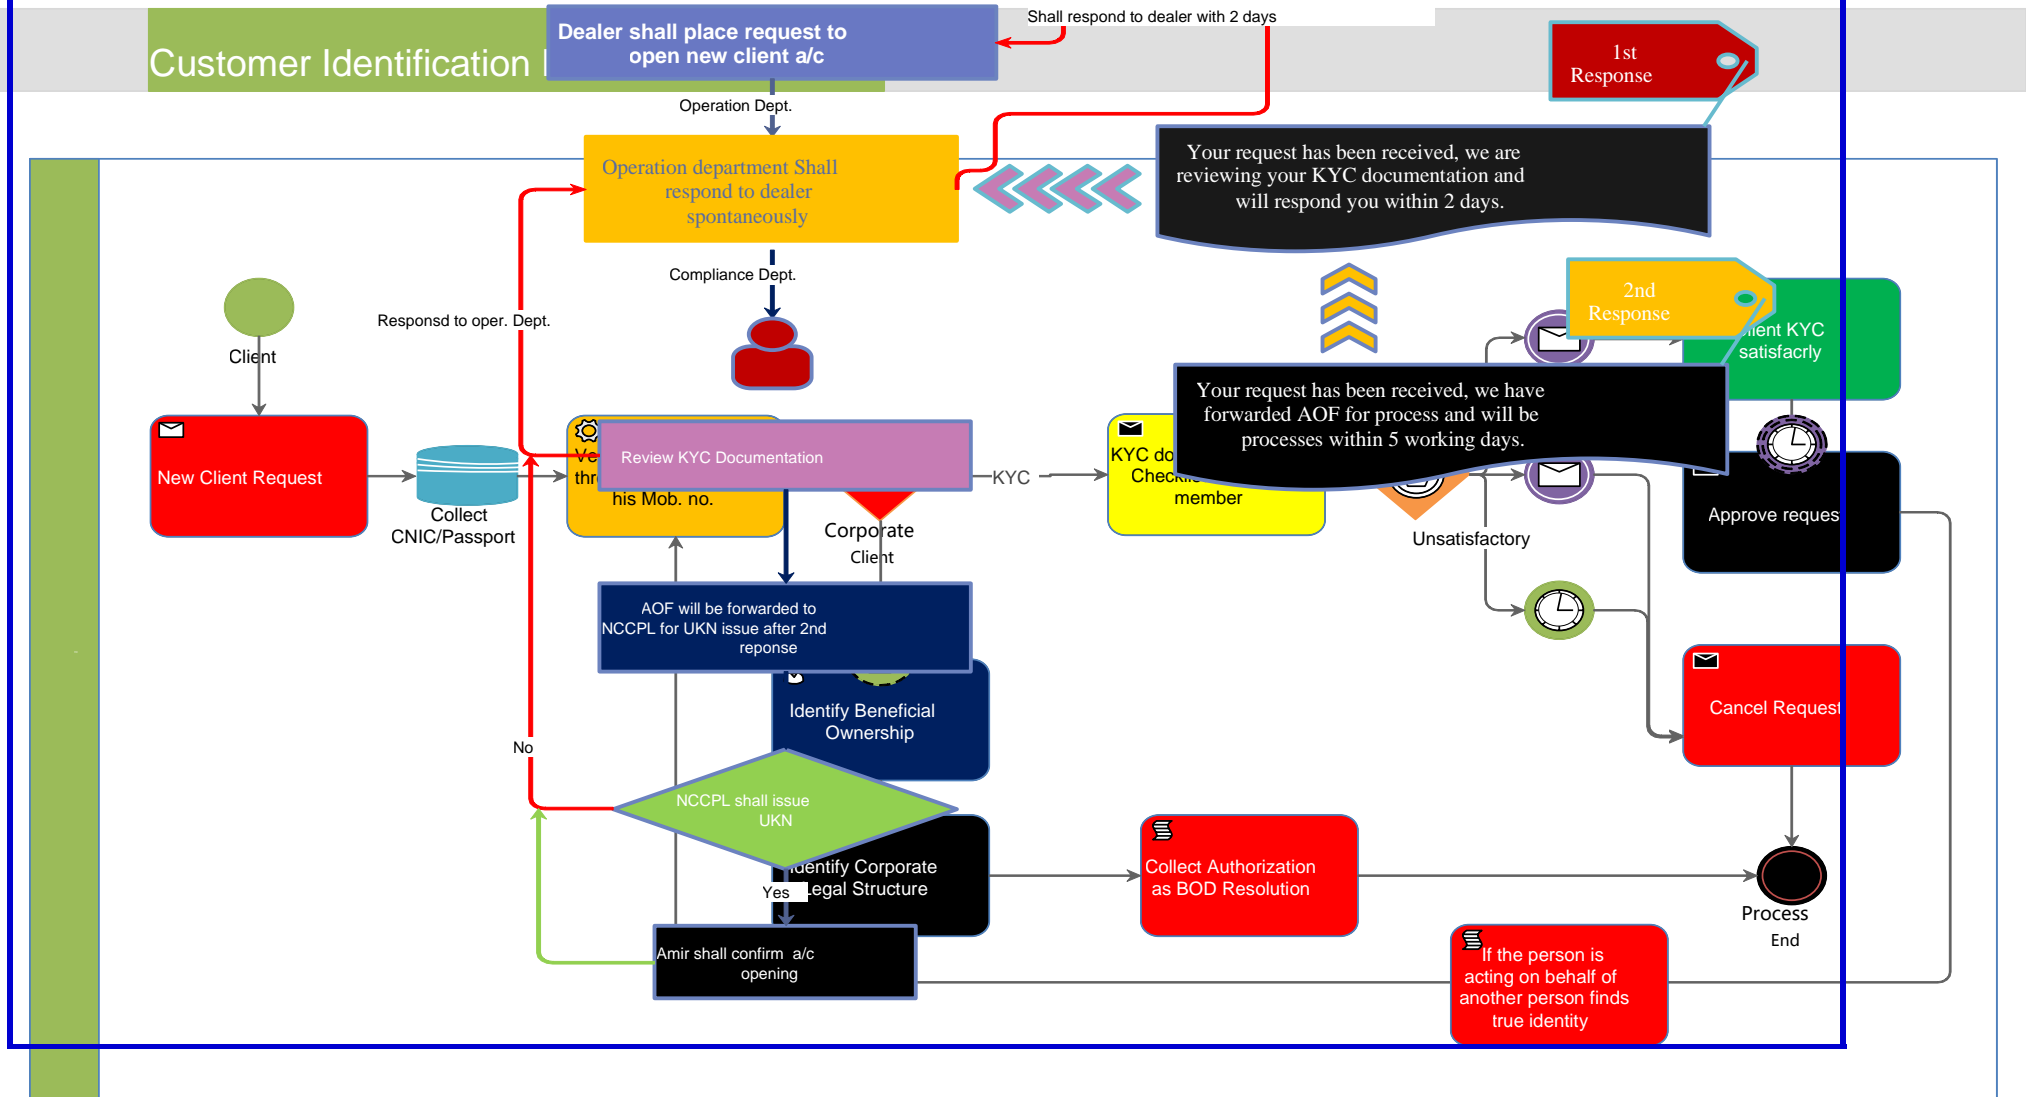 Dealer shall place request to
open new client a/c
Shall respond to dealer with 2 days
Customer Identification
1st
Response
Operation Dept.
Operation department Shall
respond to dealer
spontaneously
Your request has been received, we are
reviewing your KYC documentation and
will respond you within 2 days.
Compliance Dept.
2nd
Response
Responsd to oper. Dept.
Client
KYC
satisfacrly
Your request has been received, we have
forwarded AOF for process and will be
processes within 5 working days.
New Client Request
Collect
CNIC/Passport
Review KYC Documentation
his Mob. no.
KYC
KYC
member
Corporate
Client
Unsatisfactory
Approve request
AOF will be forwarded to
NCCPL for UKN issue after 2nd
reponse
Identify Beneficial
Ownership
Cancel Request
No
NCCPL shall issue
UKN
Identify Corporate
Legal Structure
Yes
Collect Authorization
as BOD Resolution
Process
End
Amir shall confirm a/c
opening
If the person is
acting on behalf of
another person finds
true identity